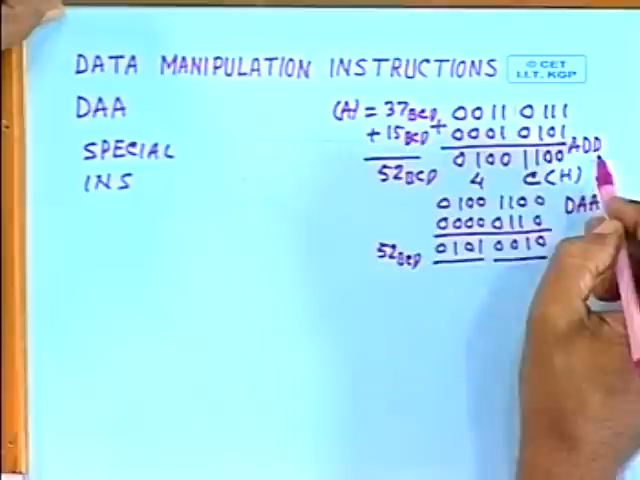 DATA MANIPULATION INSTRUCTIONS
© CET
I.I.T. KGP
DAA
SPECIAL
INS
(A) = 37BCD 0011 0111
+ 15BCD + 0001 0101 ADD
0100 1100
52BCD 4 C(H)
0100 1100 DAA
0000 0110
52BCD 0101 0010